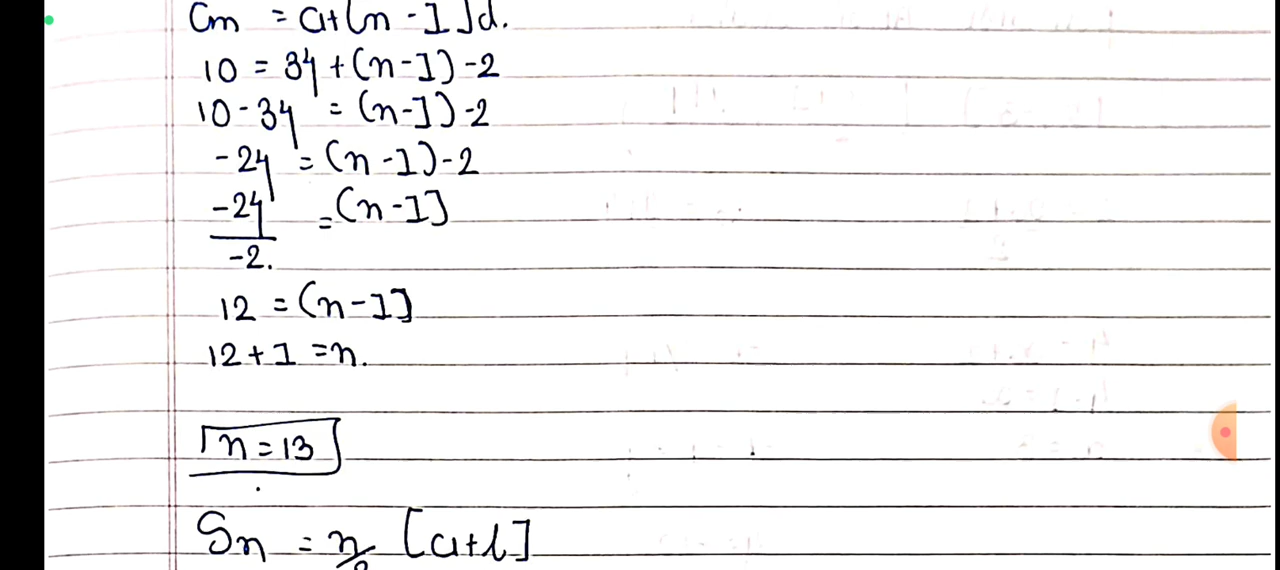 an = a+(n-1)d.
10 = 34+(n-1)-2
10-34 = (n-1)-2
-24 = (n-1)-2
-24 = (n-1)
-2.
12 = (n-1)
12+1 = n.
n = 13
Sn = n/2 [a+l]